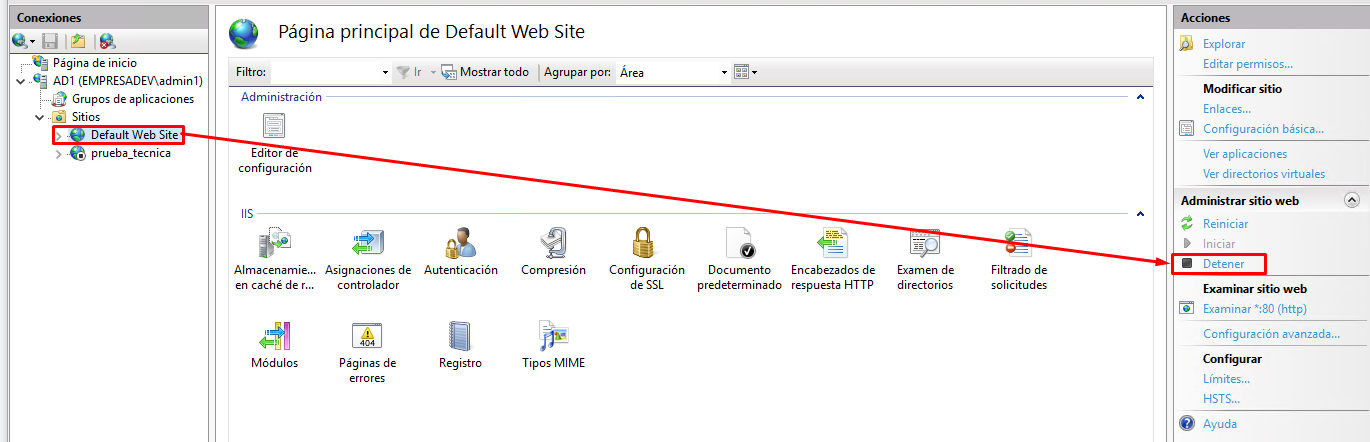 Conexiones
Página de inicio
AD1 (EMPRESADEV\admin1)
Grupos de aplicaciones
Sitios
Default Web Site
prueba_tecnica
Página principal de Default Web Site
Filtro:
Ir
Mostrar todo
Agrupar por:
Área
Administración
Editor de
configuración
IIS
Almacenamie...
en caché de r...
Asignaciones de
controlador
Autenticación
Compresión
Configuración
de SSL
Documento
predeterminado
Encabezados de
respuesta HTTP
Examen de
directorios
Filtrado de
solicitudes
Módulos
404
Páginas de
errores
Registro
Tipos MIME
Acciones
Explorar
Editar permisos...
Modificar sitio
Enlaces...
Configuración básica...
Ver aplicaciones
Ver directorios virtuales
Administrar sitio web
Reiniciar
Iniciar
Detener
Examinar sitio web
Examinar *:80 (http)
Configuración avanzada...
Configurar
Límites...
HSTS...
Ayuda